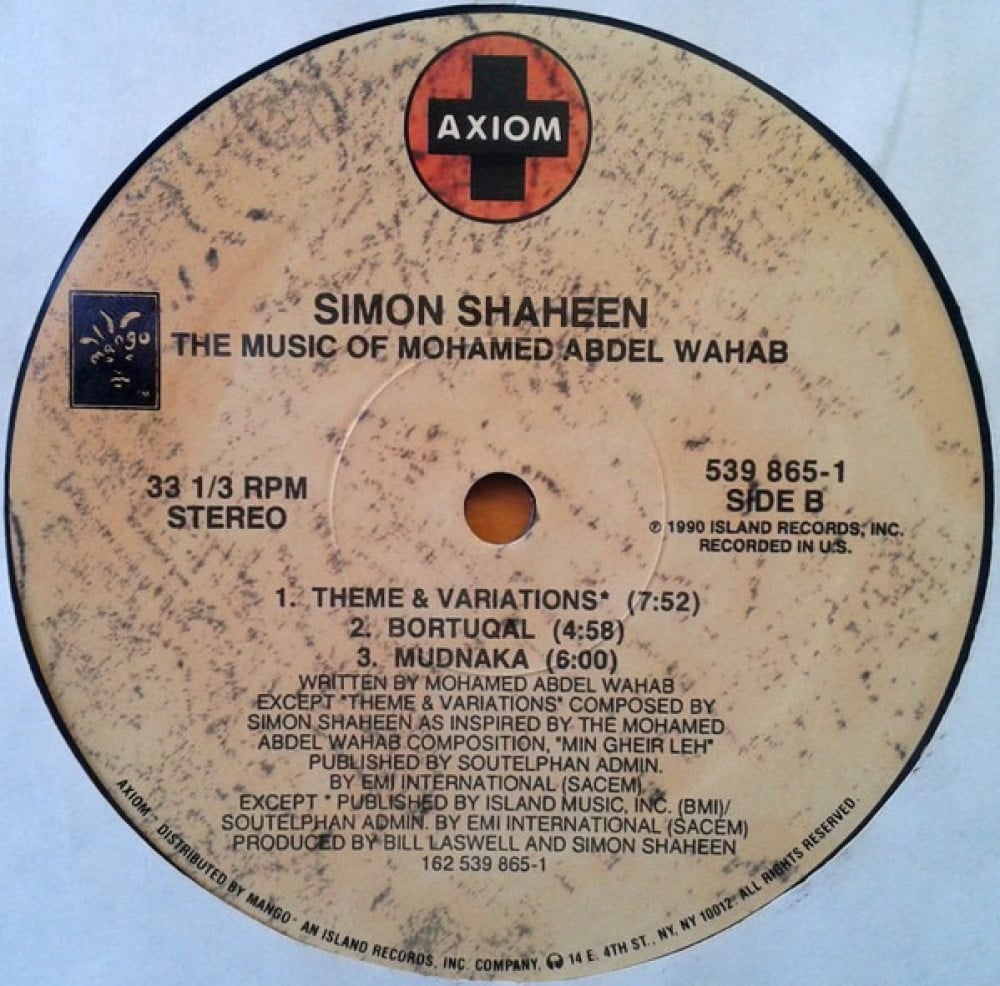 AXIOM
SIMON SHAHEEN
THE MUSIC OF MOHAMED ABDEL WAHAB
33 1/3 RPM
STEREO
539 865-1
SIDE B
℗ 1990 ISLAND RECORDS, INC.
RECORDED IN U.S.
1. THEME & VARIATIONS* (7:52)
2. BORTUQAL (4:58)
3. MUDNAKA (6:00)
WRITTEN BY MOHAMED ABDEL WAHAB
EXCEPT "THEME & VARIATIONS" COMPOSED BY
SIMON SHAHEEN AS INSPIRED BY THE MOHAMED
ABDEL WAHAB COMPOSITION, "MIN GHEIR LEH"
PUBLISHED BY SOUTELPHAN ADMIN.
BY EMI INTERNATIONAL (SACEM)
EXCEPT * PUBLISHED BY ISLAND MUSIC, INC. (BMI)/
SOUTELPHAN ADMIN. BY EMI INTERNATIONAL (SACEM)
PRODUCED BY BILL LASWELL AND SIMON SHAHEEN
162 539 865-1
AXIOM - DISTRIBUTED BY MANGO - AN ISLAND RECORDS, INC. COMPANY, 14 E. 4TH ST., NY, NY 10012. ALL RIGHTS RESERVED.